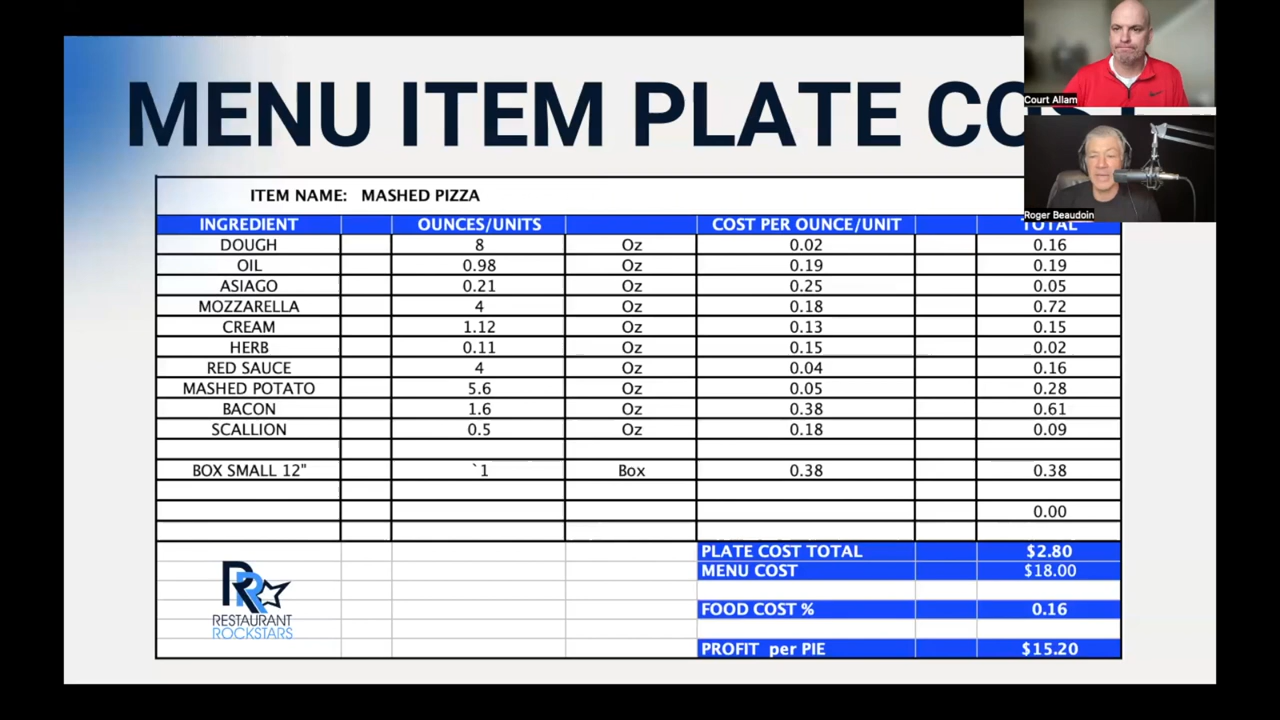 MENU ITEM PLATE
Court Allam
Roger Beaudoin
ITEM NAME: MASHED PIZZA
INGREDIENT OUNCES/UNITS COST PER OUNCE/UNIT TOTAL
DOUGH 8 Oz 0.02 0.16
OIL 0.98 Oz 0.19 0.19
ASIAGO 0.21 Oz 0.25 0.05
MOZZARELLA 4 Oz 0.18 0.72
CREAM 1.12 Oz 0.13 0.15
HERB 0.11 Oz 0.15 0.02
RED SAUCE 4 Oz 0.04 0.16
MASHED POTATO 5.6 Oz 0.05 0.28
BACON 1.6 Oz 0.38 0.61
SCALLION 0.5 Oz 0.18 0.09
BOX SMALL 12" `1 Box 0.38 0.38
0.00
PLATE COST TOTAL $2.80
MENU COST $18.00
FOOD COST % 0.16
PROFIT per PIE $15.20
RR
RESTAURANT
ROCKSTARS